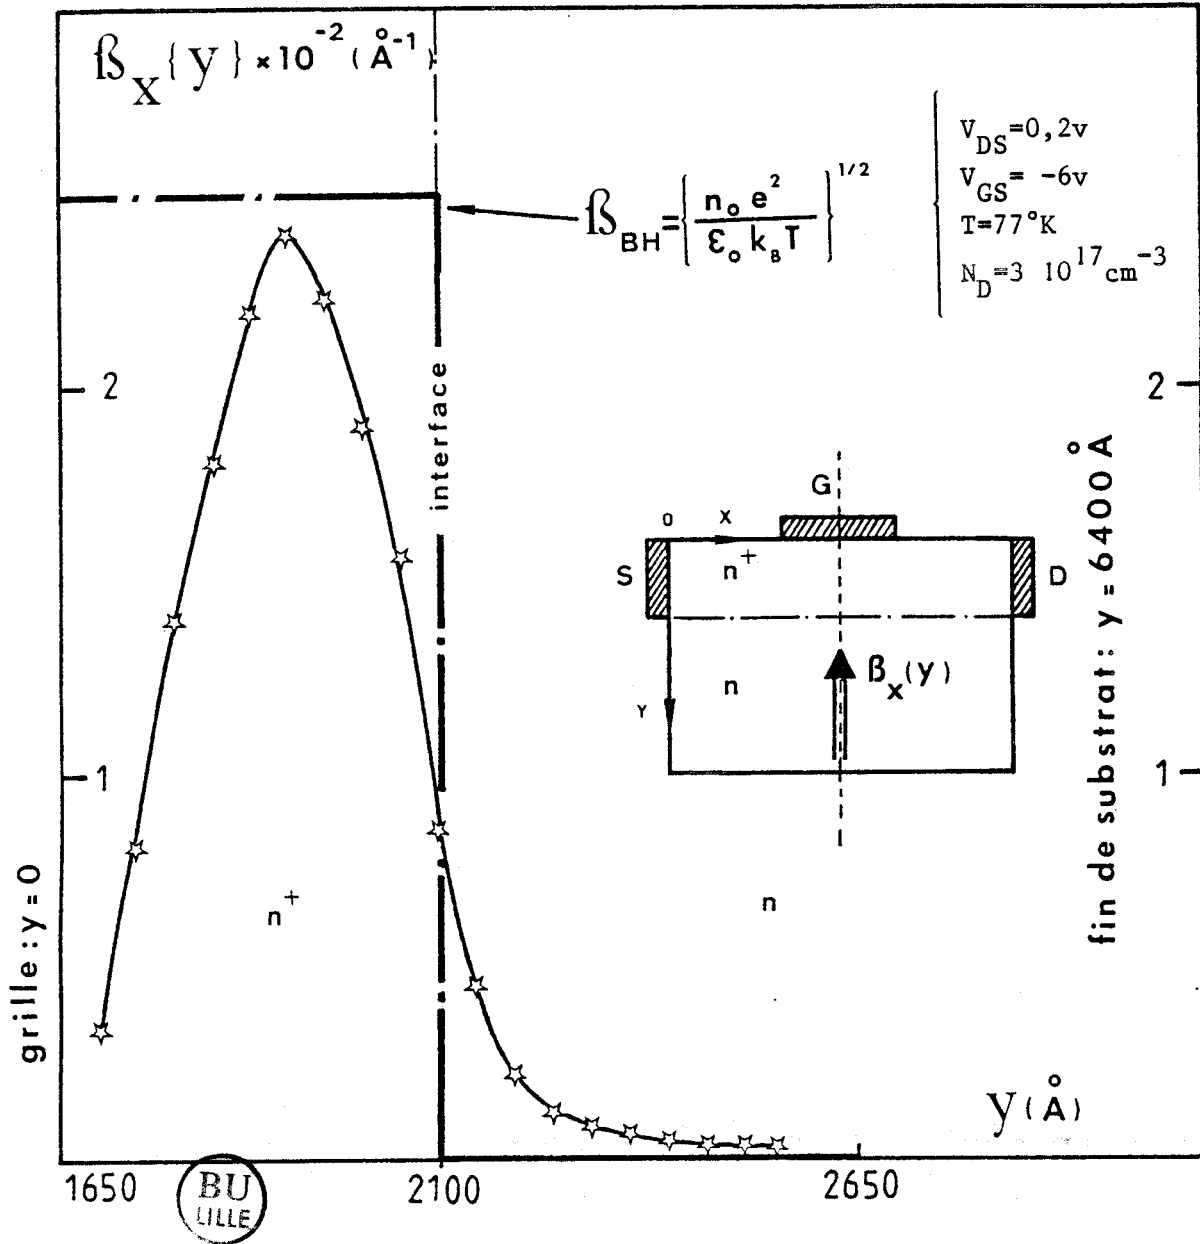 ß_x{y} ×10^-2 (Å^-1)
V_DS=0,2v
V_GS= -6v
T=77°K
N_D=3 10^17 cm^-3
ß_BH={n_o e^2 / ε_o k_B T}^1/2
2
2
interface
G
o
x
S
n+
D
n
ß_x(y)
Y
fin de substrat: y = 6400 Å
1
1
grille : y = 0
n+
n
y (Å)
1650
2100
2650
BU
LILLE